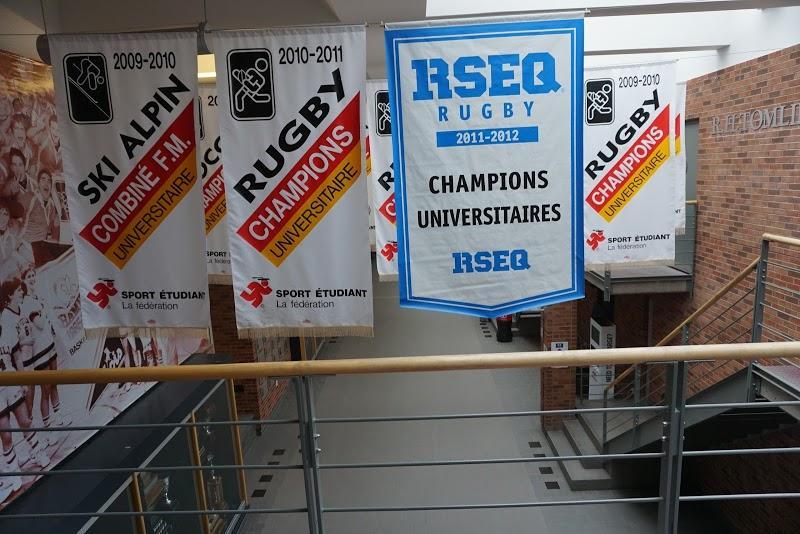 2009-2010
SKI ALPIN
COMBINÉ F.M.
UNIVERSITAIRE
SPORT ÉTUDIANT
La fédération
2010-2011
RUGBY
CHAMPIONS
UNIVERSITAIRE
SPORT ÉTUDIANT
La fédération
RSEQ
RUGBY
2011-2012
CHAMPIONS
UNIVERSITAIRES
RSEQ
2009-2010
RUGBY
CHAMPIONS
UNIVERSITAIRE
SPORT ÉTUDIANT
La fédération